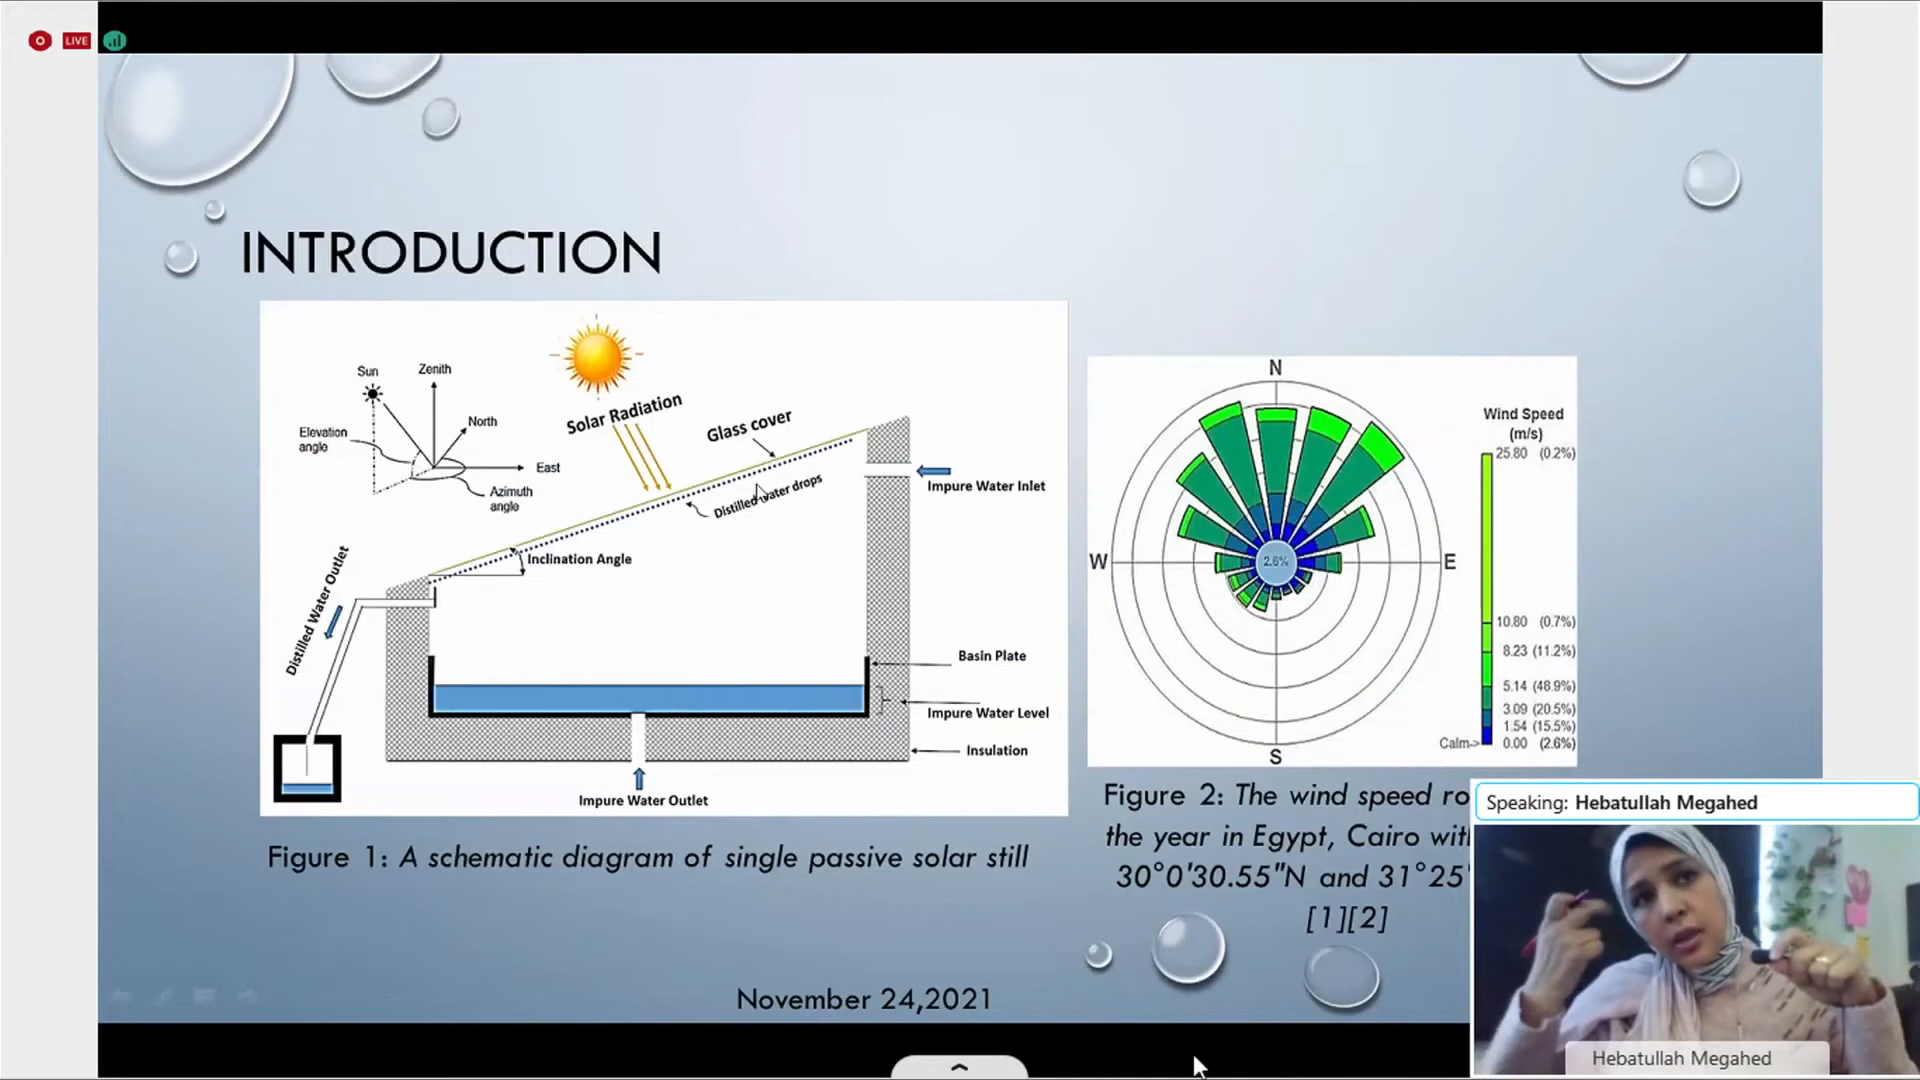 LIVE
INTRODUCTION
Sun
Zenith
North
Elevation
angle
East
Azimuth
angle
Solar Radiation
Glass cover
Distilled water drops
Impure Water Inlet
Inclination Angle
Distilled Water Outlet
Basin Plate
Impure Water Level
Insulation
Impure Water Outlet
Figure 1: A schematic diagram of single passive solar still
N
W
E
S
2.6%
Wind Speed
(m/s)
25.80 (0.2%)
10.80 (0.7%)
8.23 (11.2%)
5.14 (48.9%)
3.09 (20.5%)
1.54 (15.5%)
Calm-> 0.00 (2.6%)
Figure 2: The wind speed
the year in Egypt, Cairo
30°0'30.55"N and 31°25'
[1][2]
November 24,2021
Speaking: Hebatullah Megahed
Hebatullah Megahed